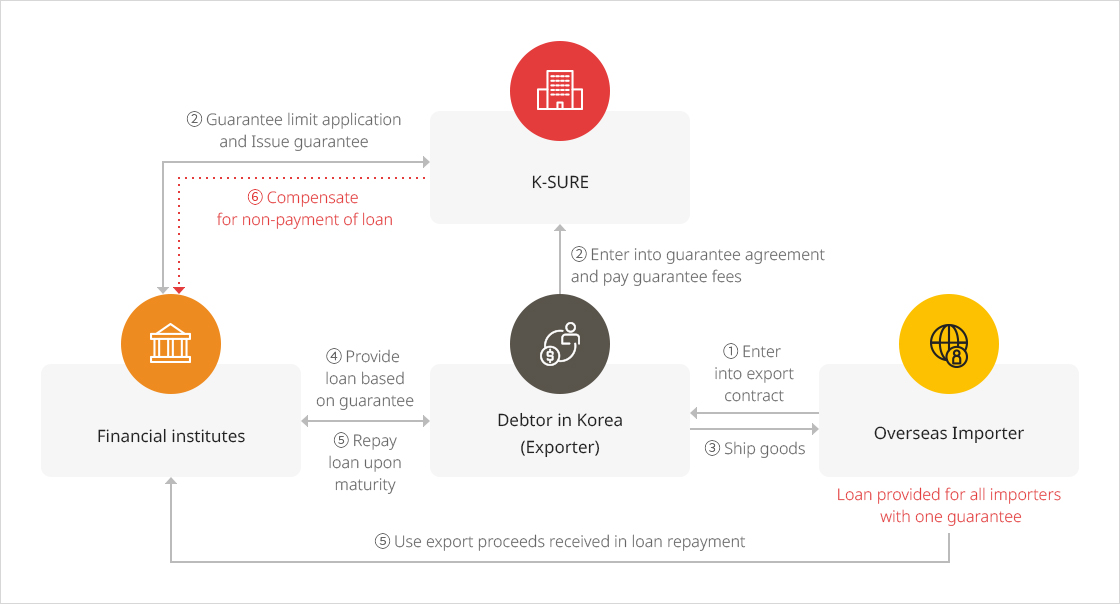 ② Guarantee limit application
and Issue guarantee
K-SURE
⑥ Compensate
for non-payment of loan
② Enter into guarantee agreement
and pay guarantee fees
④ Provide
loan based
on guarantee
① Enter
into export
contract
Financial institutes
Debtor in Korea
(Exporter)
Overseas Importer
⑤ Repay
loan upon
maturity
③ Ship goods
Loan provided for all importers
with one guarantee
⑤ Use export proceeds received in loan repayment